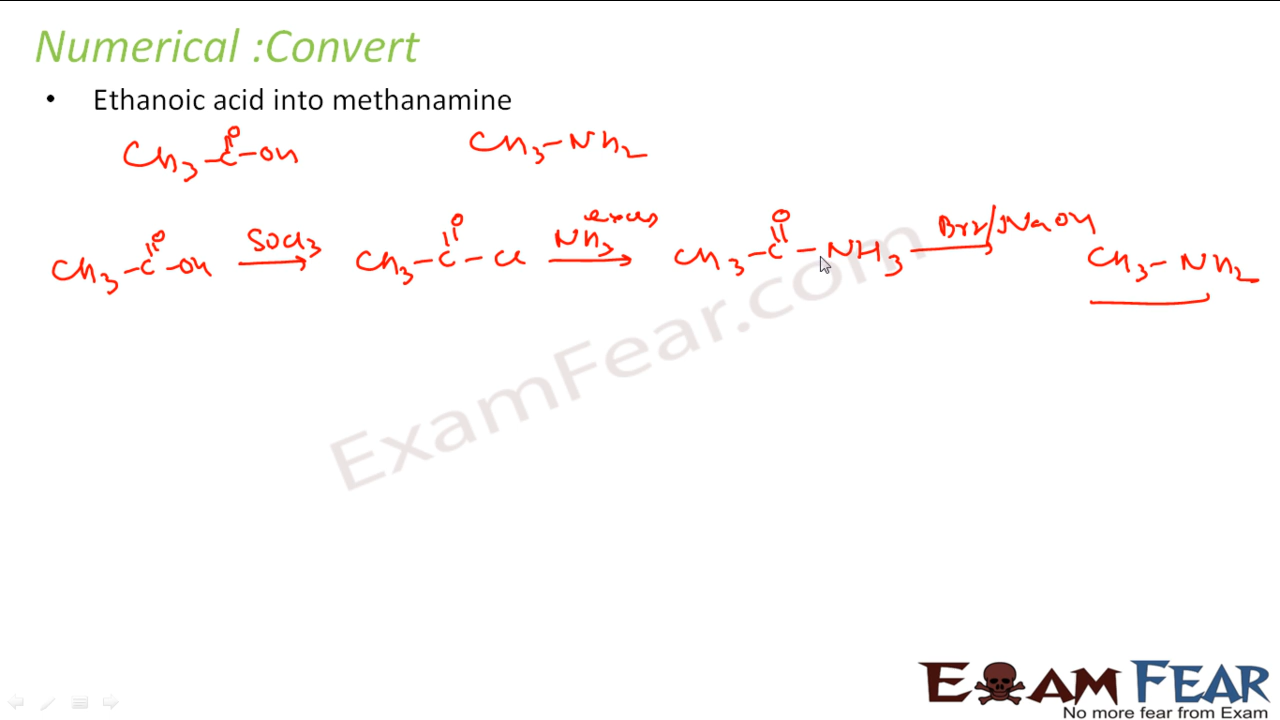 Numerical :Convert
• Ethanoic acid into methanamine
CH3-C(=O)-OH CH3-NH2
CH3-C(=O)-OH SOCl3 → CH3-C(=O)-Cl NH3 excess → CH3-C(=O)-NH3 Br2/NaOH → CH3-NH2
ExamFear.com
EXAM FEAR
No more fear from Exam